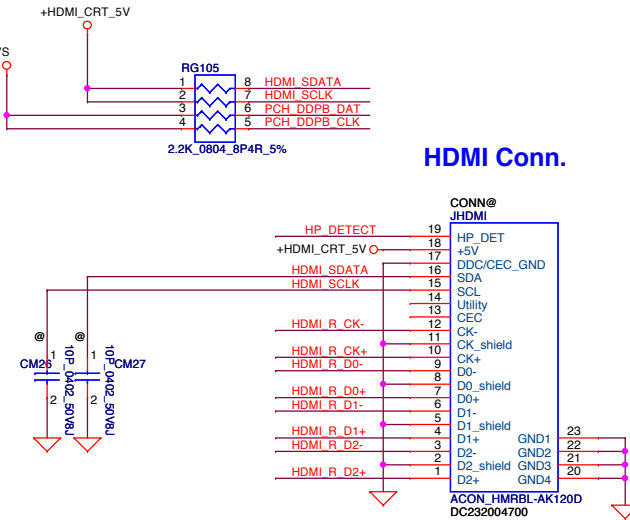 +HDMI_CRT_5V
/S
RG105
1 8 HDMI_SDATA
2 7 HDMI_SCLK
3 6 PCH_DDPB_DAT
4 5 PCH_DDPB_CLK
2.2K_0804_8P4R_5%
HDMI Conn.
CONN@
JHDMI
HP_DETECT 19 HP_DET
+HDMI_CRT_5V 18 +5V
17 DDC/CEC_GND
HDMI_SDATA 16 SDA
HDMI_SCLK 15 SCL
14 Utility
13 CEC
HDMI_R_CK- 12 CK-
11 CK_shield
HDMI_R_CK+ 10 CK+
HDMI_R_D0- 9 D0-
8 D0_shield
HDMI_R_D0+ 7 D0+
HDMI_R_D1- 6 D1-
5 D1_shield
HDMI_R_D1+ 4 D1+ GND1 23
HDMI_R_D2- 3 D2- GND2 22
2 D2_shield GND3 21
HDMI_R_D2+ 1 D2+ GND4 20
ACON_HMRBL-AK120D
DC232004700
@
CM26
1
2
10P_0402_50V8J
@
CM27
1
2
10P_0402_50V8J